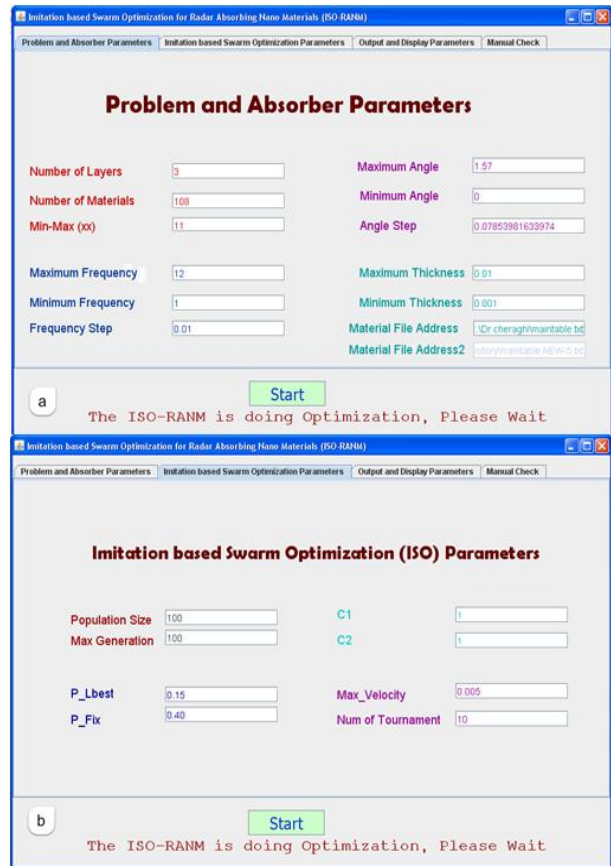 Imitation based Swarm Optimization for Radar Absorbing Nano Materials (ISO-RANM)
Problem and Absorber Parameters Imitation based Swarm Optimization Parameters Output and Display Parameters Manual Check
Problem and Absorber Parameters
Number of Layers 3
Number of Materials 108
Min-Max (xx) 11
Maximum Angle 1.57
Minimum Angle 0
Angle Step 0.07853981633974
Maximum Frequency 12
Minimum Frequency 1
Frequency Step 0.01
Maximum Thickness 0.01
Minimum Thickness 0.001
Material File Address .:\Dr.cheraghi\maintable.txt
Material File Address2
a
Start
The ISO-RANM is doing Optimization, Please Wait
Imitation based Swarm Optimization for Radar Absorbing Nano Materials (ISO-RANM)
Problem and Absorber Parameters Imitation based Swarm Optimization Parameters Output and Display Parameters Manual Check
Imitation based Swarm Optimization (ISO) Parameters
Population Size 100
Max Generation 100
C1 1
C2 1
P_Lbest 0.15
P_Fix 0.40
Max_Velocity 0.005
Num of Tournament 10
b
Start
The ISO-RANM is doing Optimization, Please Wait